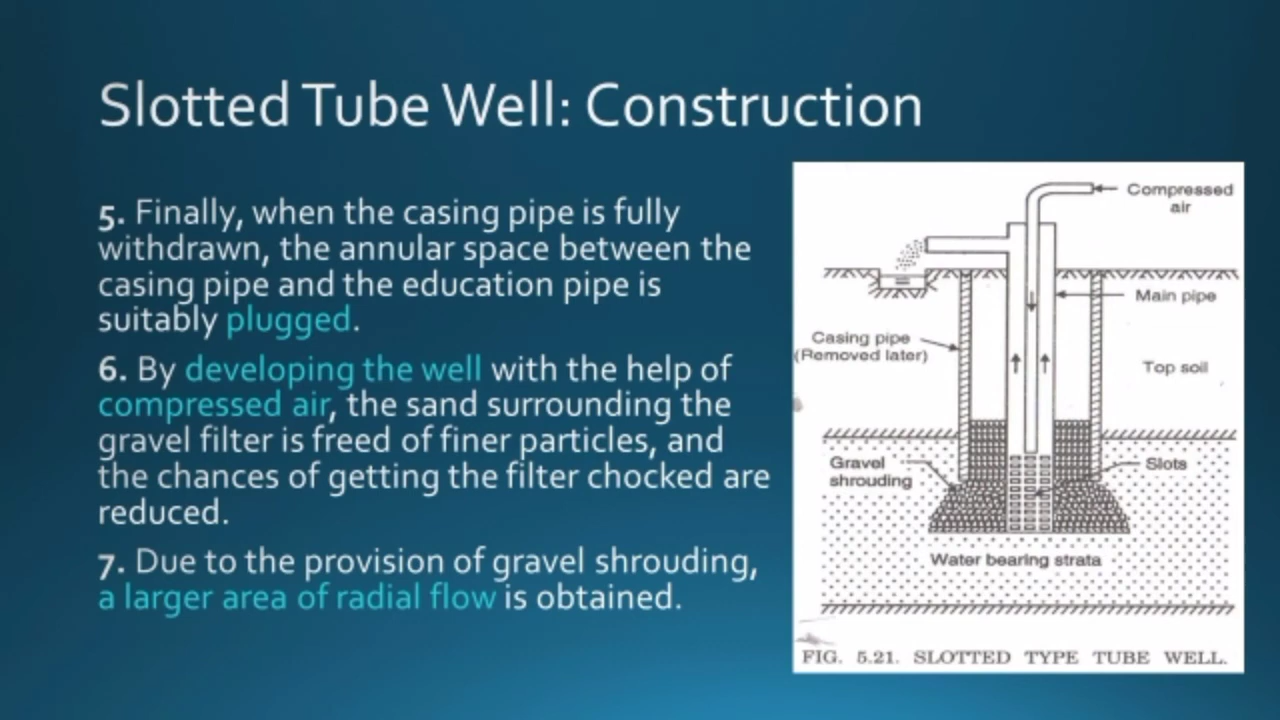 Slotted Tube Well: Construction
5. Finally, when the casing pipe is fully
withdrawn, the annular space between the
casing pipe and the education pipe is
suitably plugged.
6. By developing the well with the help of
compressed air, the sand surrounding the
gravel filter is freed of finer particles, and
the chances of getting the filter chocked are
reduced.
7. Due to the provision of gravel shrouding,
a larger area of radial flow is obtained.
Compressed
air
Main pipe
Casing pipe
(Removed later)
Top soil
Gravel
shrouding
Slots
Water bearing strata
FIG. 5.21. SLOTTED TYPE TUBE WELL.